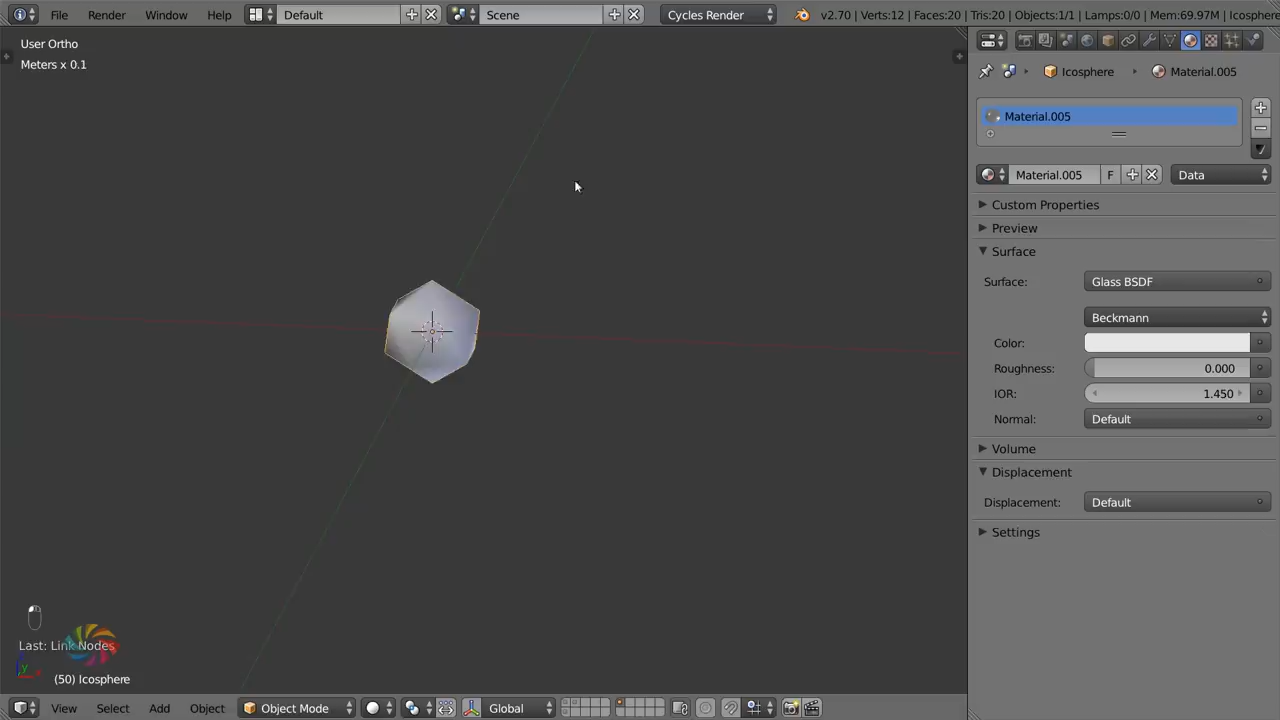 File Render Window Help Default Scene Cycles Render v2.70 | Verts:12 | Faces:20 | Tris:20 | Objects:1/1 | Lamps:0/0 | Mem:69.97M | Icosphere
User Ortho
Meters x 0.1
Icosphere Material.005
Material.005
Material.005 F Data
Custom Properties
Preview
Surface
Surface: Glass BSDF
Beckmann
Color:
Roughness: 0.000
IOR: 1.450
Normal: Default
Volume
Displacement
Displacement: Default
Settings
Last: Link Nodes
y x
(50) Icosphere
View Select Add Object Object Mode Global